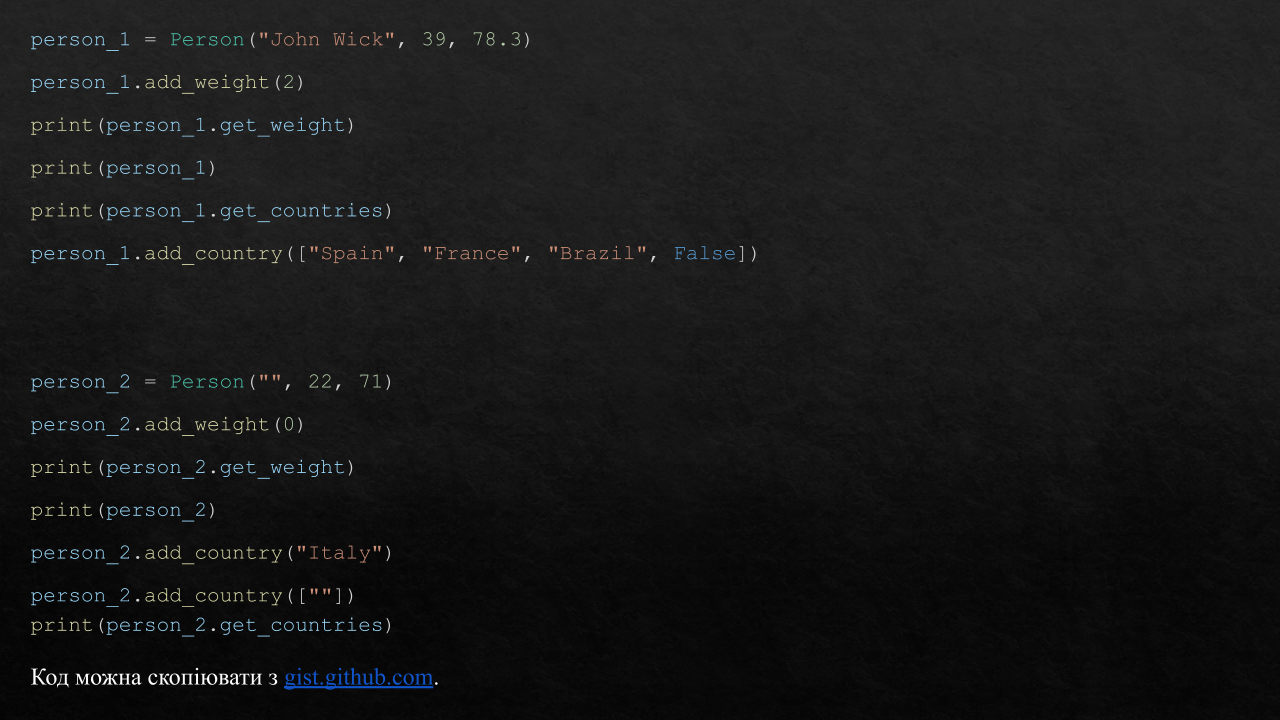 person_1 = Person("John Wick", 39, 78.3)
person_1.add_weight(2)
print(person_1.get_weight)
print(person_1)
print(person_1.get_countries)
person_1.add_country(["Spain", "France", "Brazil", False])
person_2 = Person("", 22, 71)
person_2.add_weight(0)
print(person_2.get_weight)
print(person_2)
person_2.add_country("Italy")
person_2.add_country([""])
print(person_2.get_countries)
Код можна скопіювати з gist.github.com.